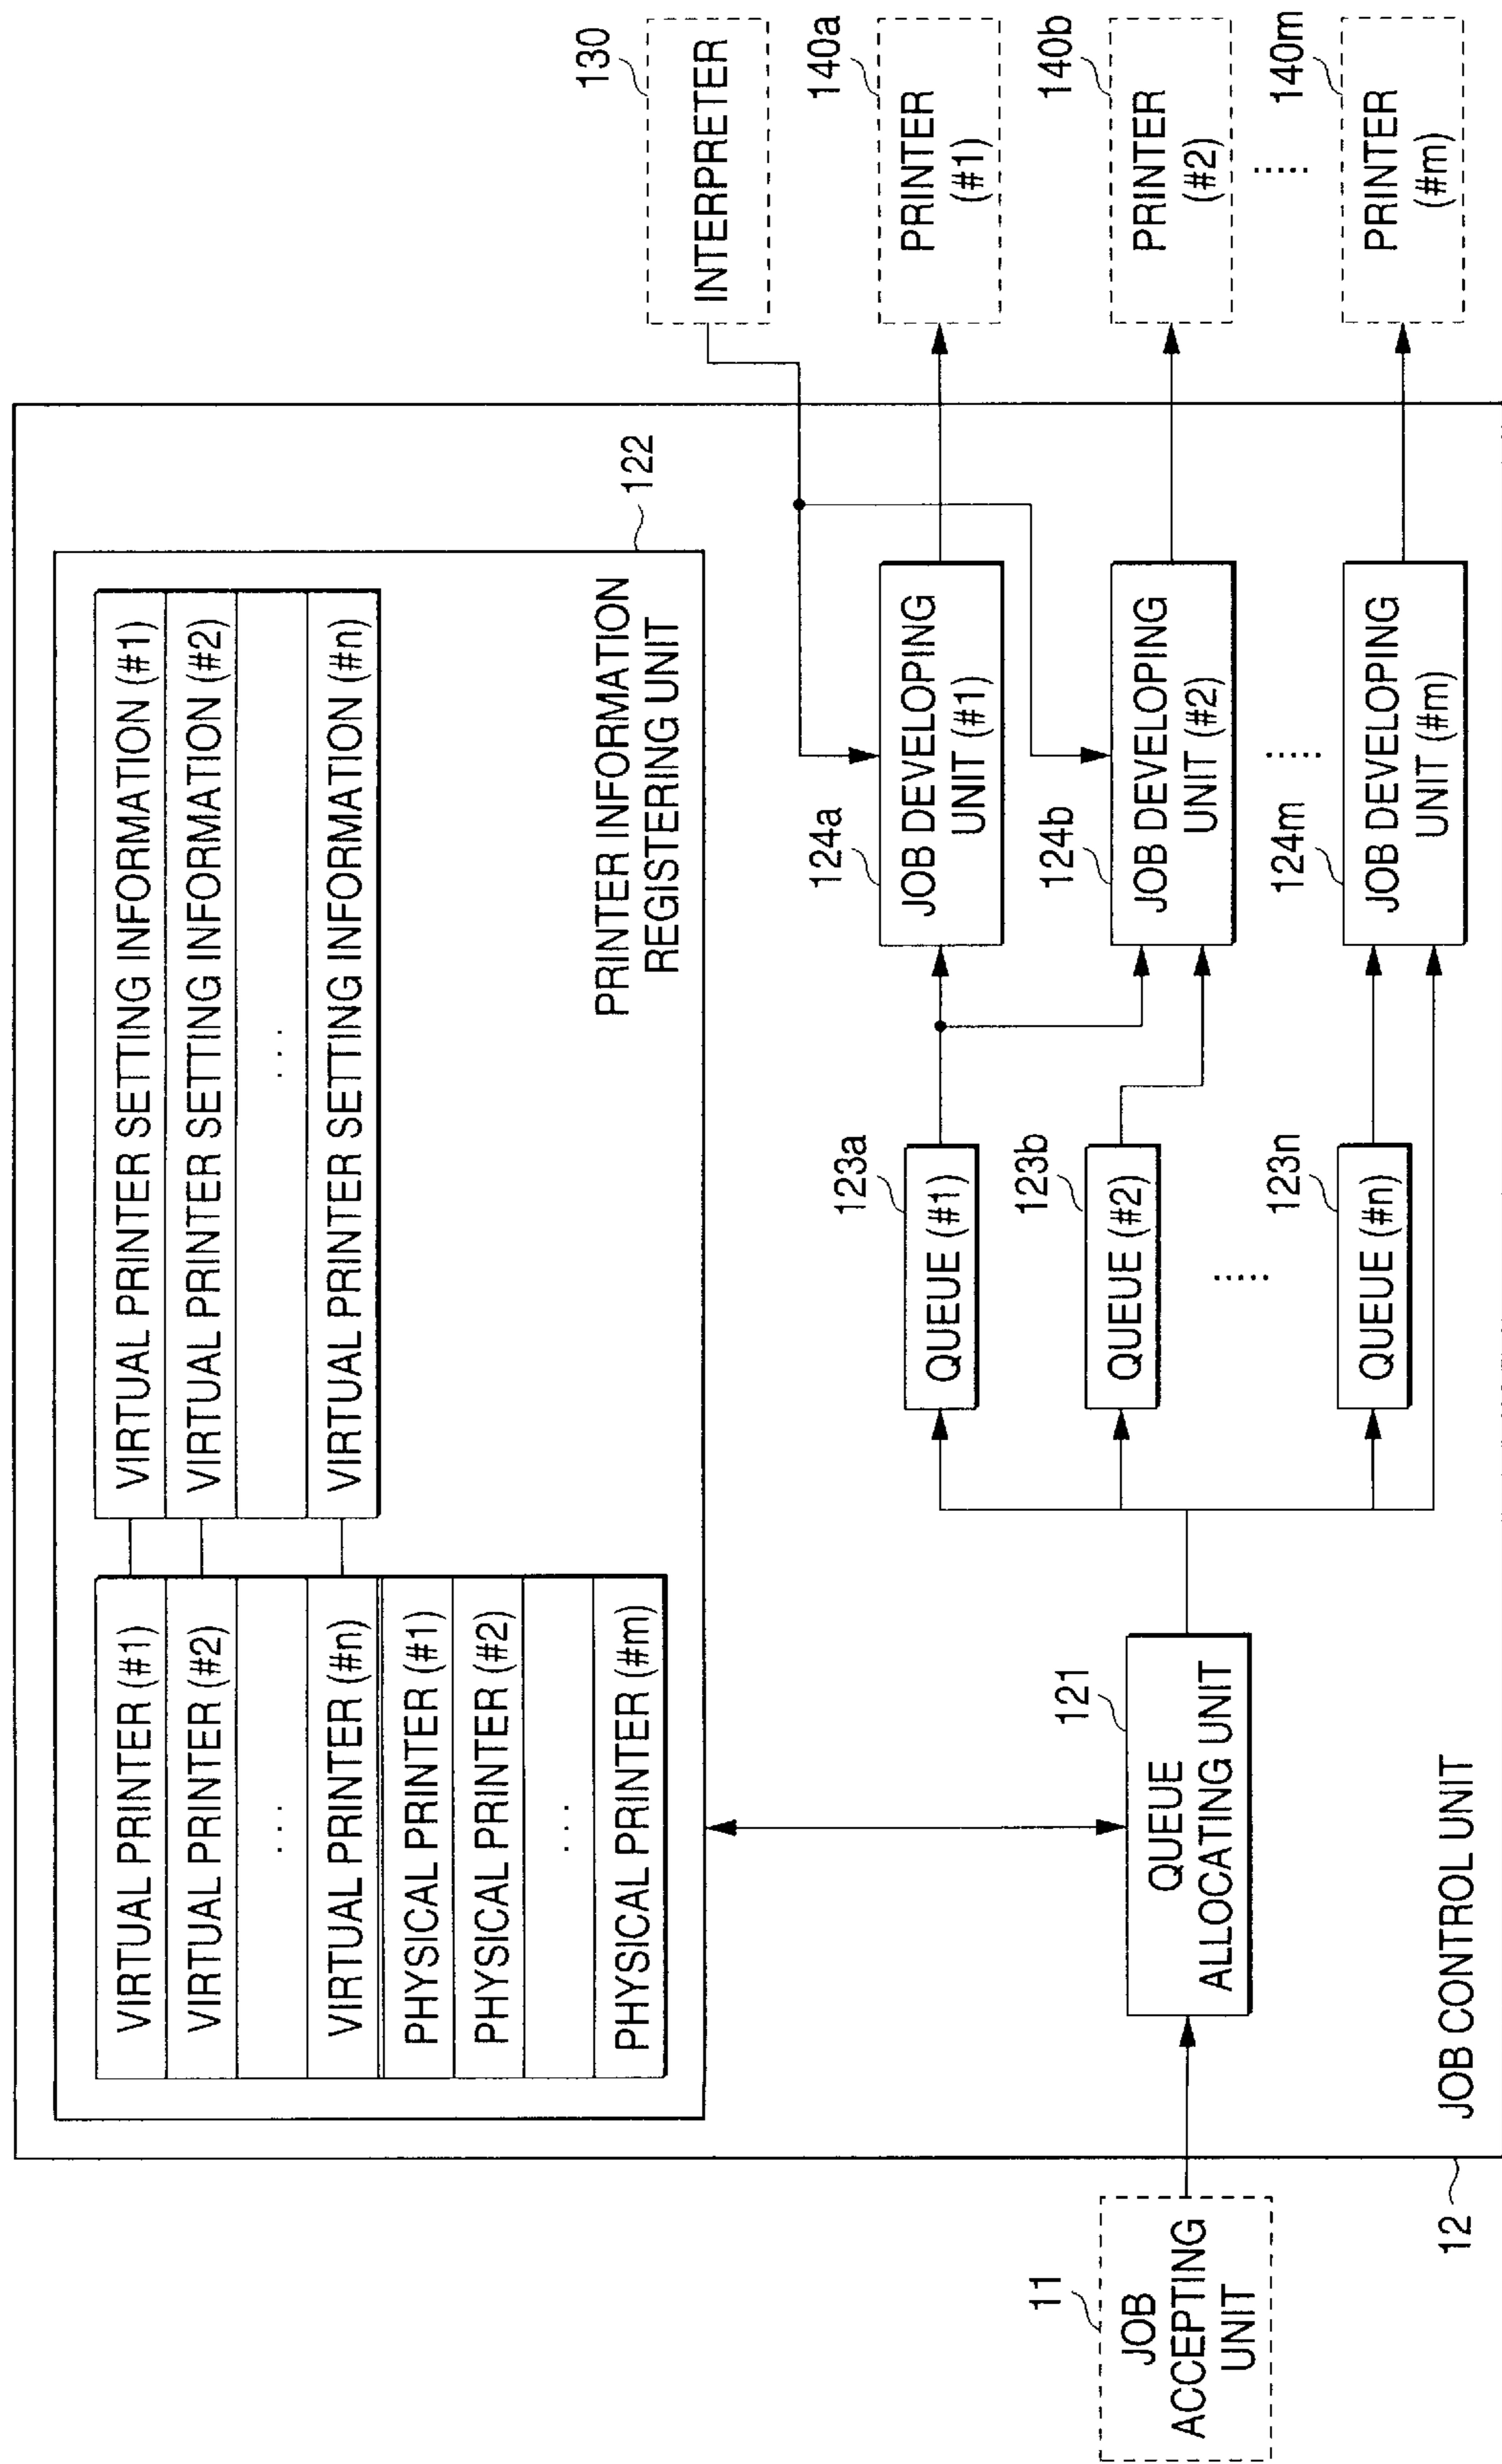 VIRTUAL PRINTER (#1)
VIRTUAL PRINTER (#2)
. . .
VIRTUAL PRINTER (#n)
PHYSICAL PRINTER (#1)
PHYSICAL PRINTER (#2)
. . .
PHYSICAL PRINTER (#m)
VIRTUAL PRINTER SETTING INFORMATION (#1)
VIRTUAL PRINTER SETTING INFORMATION (#2)
. . .
VIRTUAL PRINTER SETTING INFORMATION (#n)
PRINTER INFORMATION
REGISTERING UNIT
122
130
INTERPRETER
11
JOB
ACCEPTING
UNIT
12
JOB CONTROL UNIT
121
QUEUE
ALLOCATING UNIT
123a
QUEUE (#1)
123b
QUEUE (#2)
.....
123n
QUEUE (#n)
124a
JOB DEVELOPING
UNIT (#1)
124b
JOB DEVELOPING
UNIT (#2)
.....
124m
JOB DEVELOPING
UNIT (#m)
140a
PRINTER
(#1)
140b
PRINTER
(#2)
.....
140m
PRINTER
(#m)